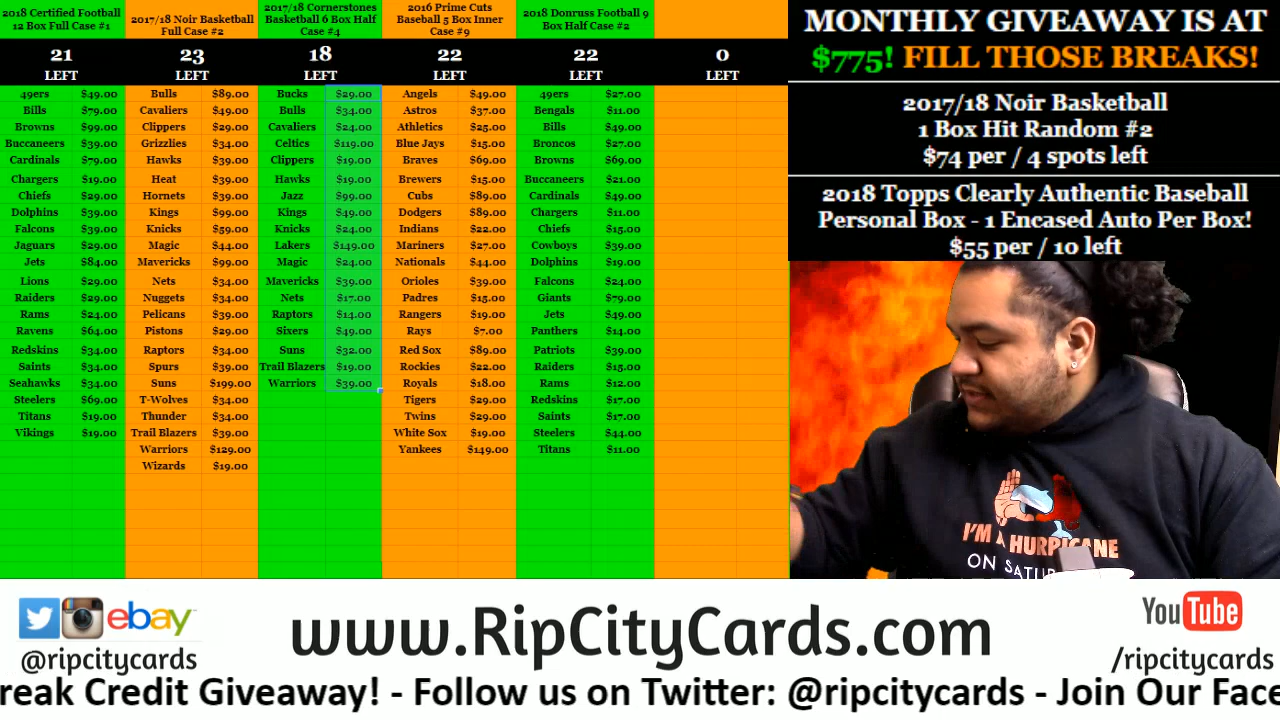 2018 Certified Football
12 Box Full Case #1
21
LEFT
49ers $49.00
Bills $79.00
Browns $99.00
Buccaneers $39.00
Cardinals $79.00
Chargers $19.00
Chiefs $29.00
Dolphins $39.00
Falcons $39.00
Jaguars $29.00
Jets $84.00
Lions $29.00
Raiders $29.00
Rams $24.00
Ravens $64.00
Redskins $34.00
Saints $34.00
Seahawks $34.00
Steelers $69.00
Titans $19.00
Vikings $19.00
2017/18 Noir Basketball
Full Case #2
23
LEFT
Bulls $89.00
Cavaliers $49.00
Clippers $29.00
Grizzlies $34.00
Hawks $39.00
Heat $39.00
Hornets $39.00
Kings $99.00
Knicks $59.00
Magic $44.00
Mavericks $99.00
Nets $34.00
Nuggets $34.00
Pelicans $39.00
Pistons $29.00
Raptors $34.00
Spurs $39.00
Suns $199.00
T-Wolves $34.00
Thunder $34.00
Trail Blazers $39.00
Warriors $129.00
Wizards $19.00
2017/18 Cornerstones
Basketball 6 Box Half
Case #4
18
LEFT
Bucks $29.00
Bulls $34.00
Cavaliers $24.00
Celtics $119.00
Clippers $19.00
Hawks $19.00
Jazz $99.00
Kings $49.00
Knicks $24.00
Lakers $149.00
Magic $24.00
Mavericks $39.00
Nets $17.00
Raptors $14.00
Sixers $49.00
Suns $32.00
Trail Blazers $19.00
Warriors $39.00
2016 Prime Cuts
Baseball 5 Box Inner
Case #9
22
LEFT
Angels $49.00
Astros $37.00
Athletics $25.00
Blue Jays $15.00
Braves $69.00
Brewers $15.00
Cubs $89.00
Dodgers $89.00
Indians $22.00
Mariners $27.00
Nationals $44.00
Orioles $39.00
Padres $15.00
Rangers $19.00
Rays $7.00
Red Sox $89.00
Rockies $22.00
Royals $18.00
Tigers $29.00
Twins $29.00
White Sox $19.00
Yankees $149.00
2018 Donruss Football 9
Box Half Case #2
22
LEFT
49ers $27.00
Bengals $11.00
Bills $49.00
Broncos $27.00
Browns $69.00
Buccaneers $21.00
Cardinals $49.00
Chargers $11.00
Chiefs $15.00
Cowboys $39.00
Dolphins $19.00
Falcons $24.00
Giants $79.00
Jets $49.00
Panthers $14.00
Patriots $39.00
Raiders $15.00
Rams $12.00
Redskins $17.00
Saints $17.00
Steelers $44.00
Titans $11.00
0
LEFT
MONTHLY GIVEAWAY IS AT
$775! FILL THOSE BREAKS!
2017/18 Noir Basketball
1 Box Hit Random #2
$74 per / 4 spots left
2018 Topps Clearly Authentic Baseball
Personal Box - 1 Encased Auto Per Box!
$55 per / 10 left
I'M A HURRICANE
ON SATU
ebay
@ripcitycards
www.RipCityCards.com
YouTube
/ripcitycards
reak Credit Giveaway! - Follow us on Twitter: @ripcitycards - Join Our Face